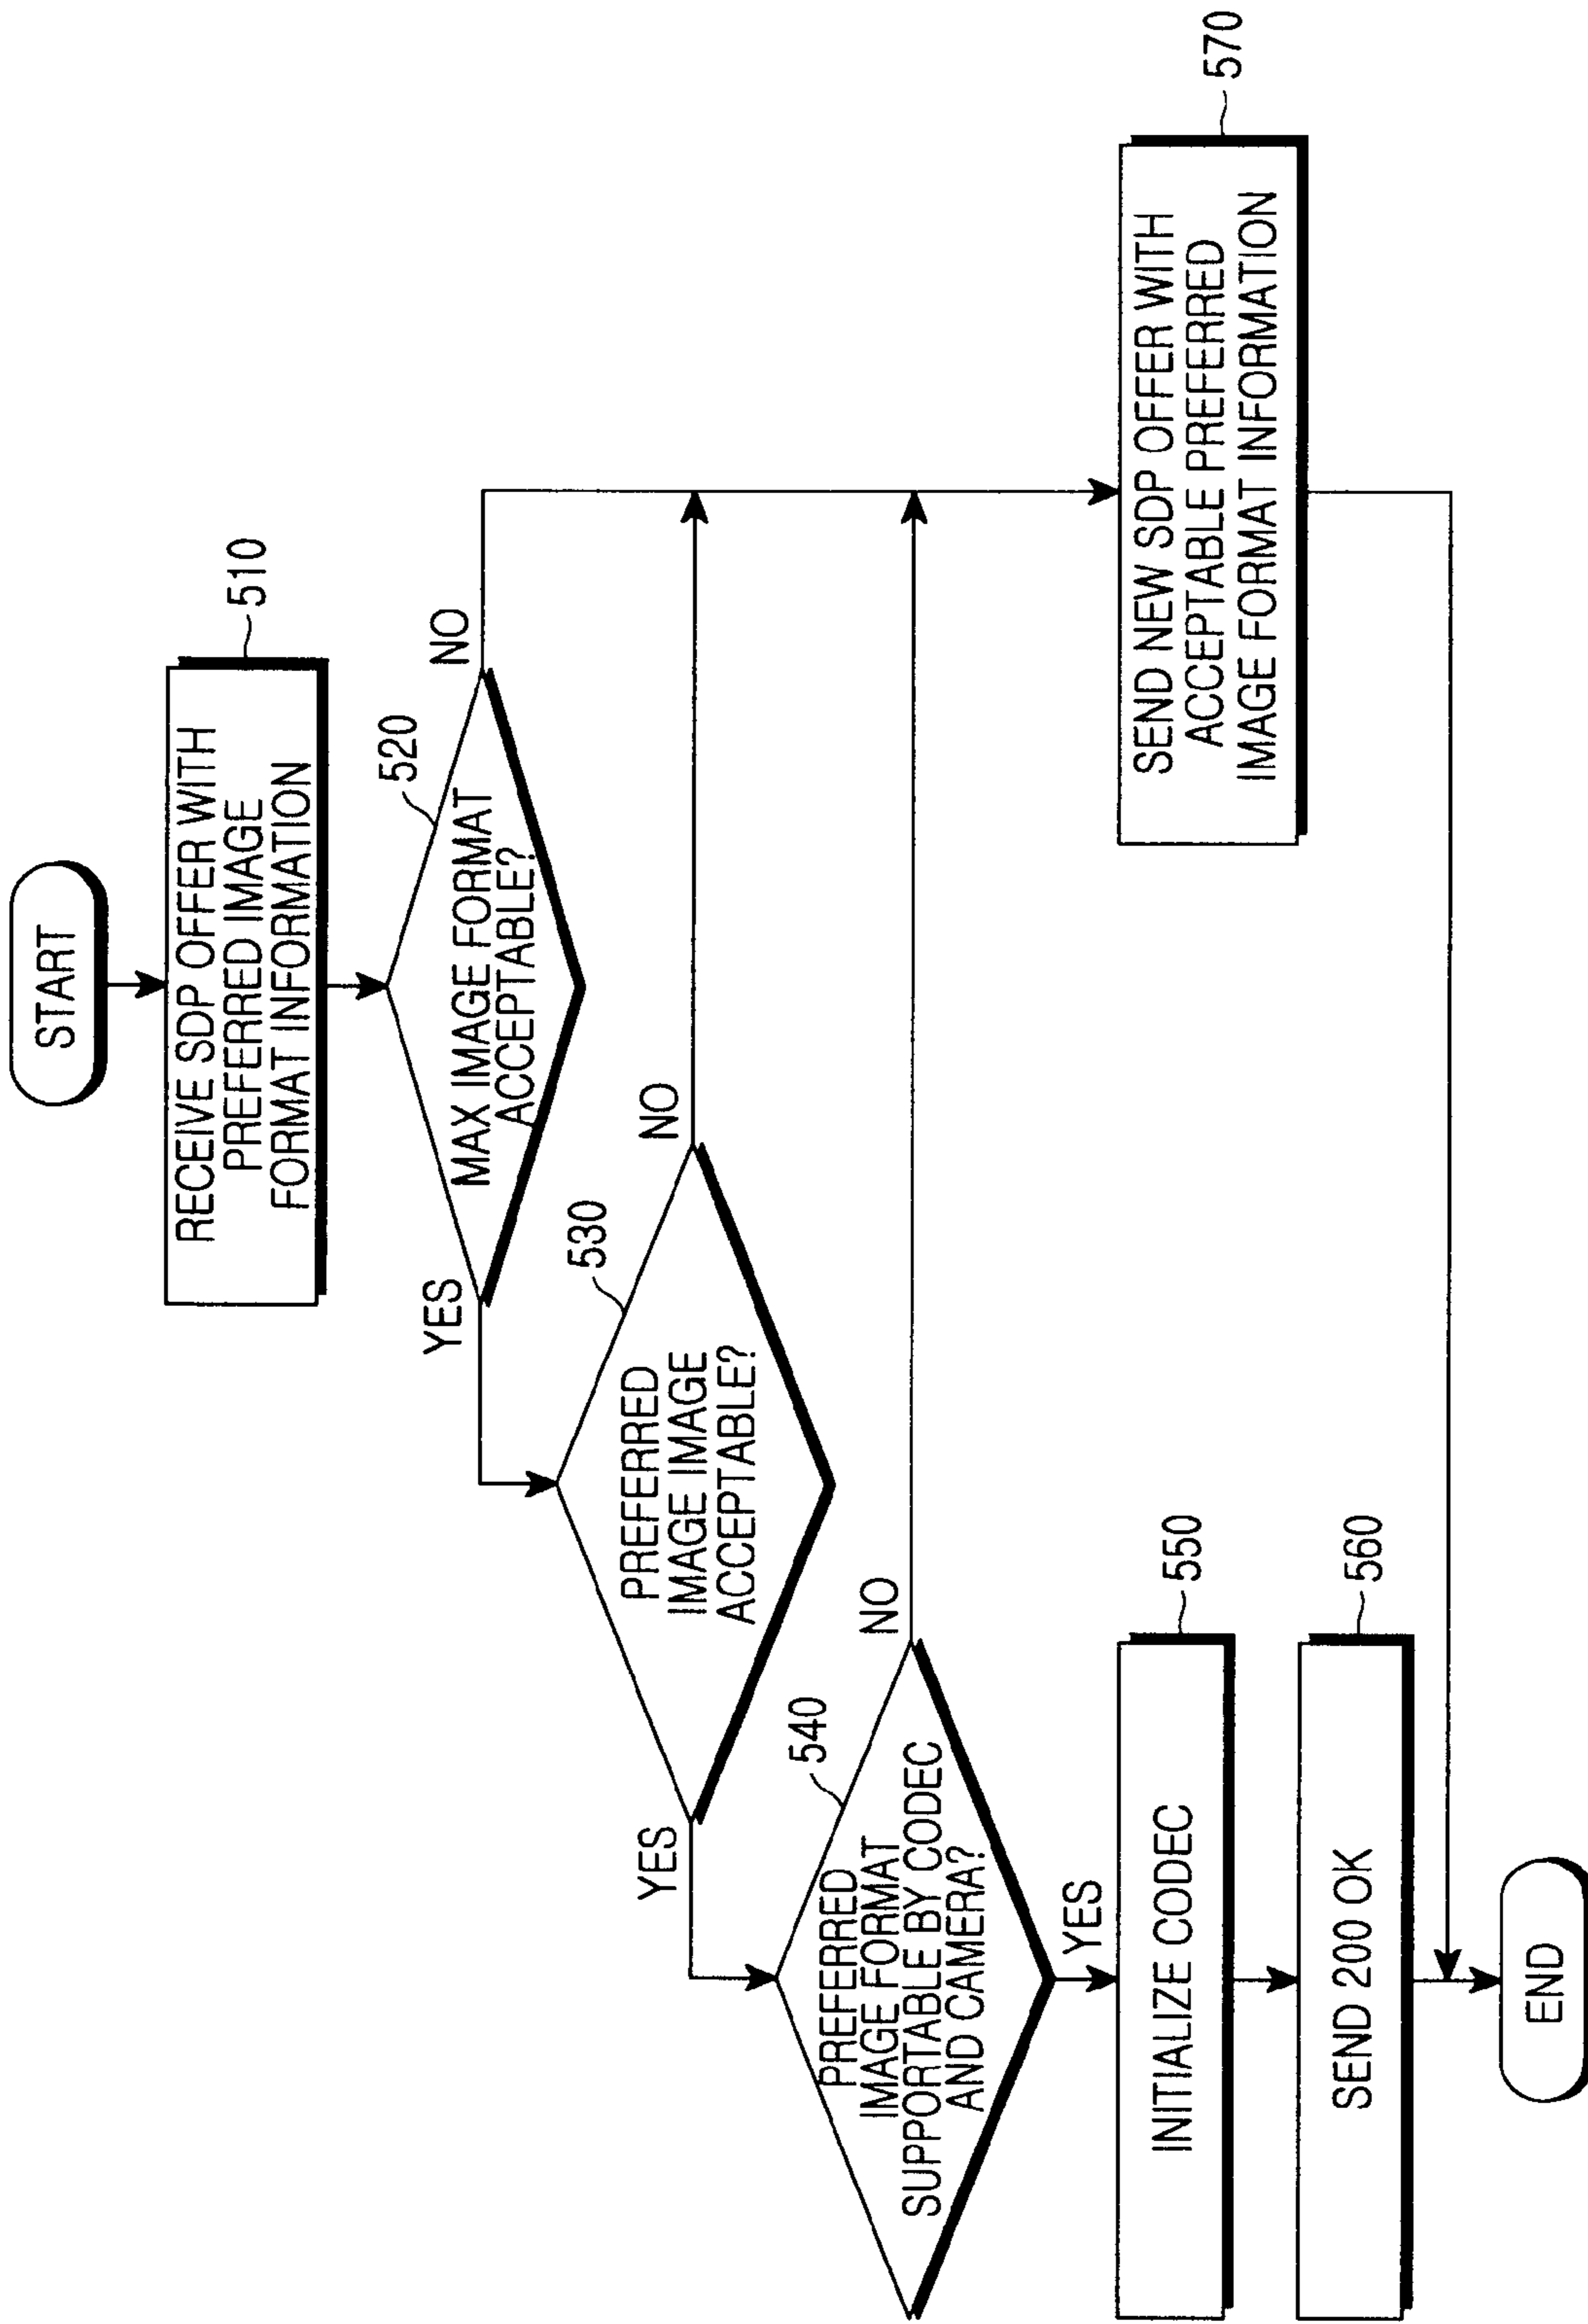 START
RECEIVE SDP OFFER WITH
PREFERRED IMAGE
FORMAT INFORMATION
510
MAX IMAGE FORMAT
ACCEPTABLE?
520
YES
NO
PREFERRED
IMAGE IMAGE
ACCEPTABLE?
530
YES
NO
PREFERRED
IMAGE FORMAT
SUPPORTABLE BY CODEC
AND CAMERA?
540
NO
YES
INITIALIZE CODEC
550
SEND NEW SDP OFFER WITH
ACCEPTABLE PREFERRED
IMAGE FORMAT INFORMATION
570
SEND 200 OK
560
END